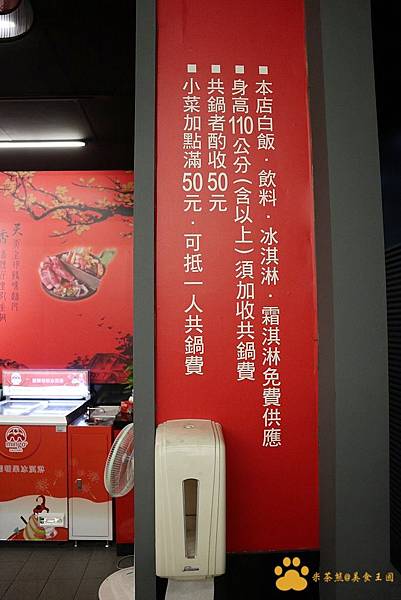 ■本店白飯．飲料．冰淇淋．霜淇淋免費供應
■身高110公分(含以上)須加收共鍋費
■共鍋者酌收50元
■小菜加點滿50元．可抵一人共鍋費
米茶熊@美食王國